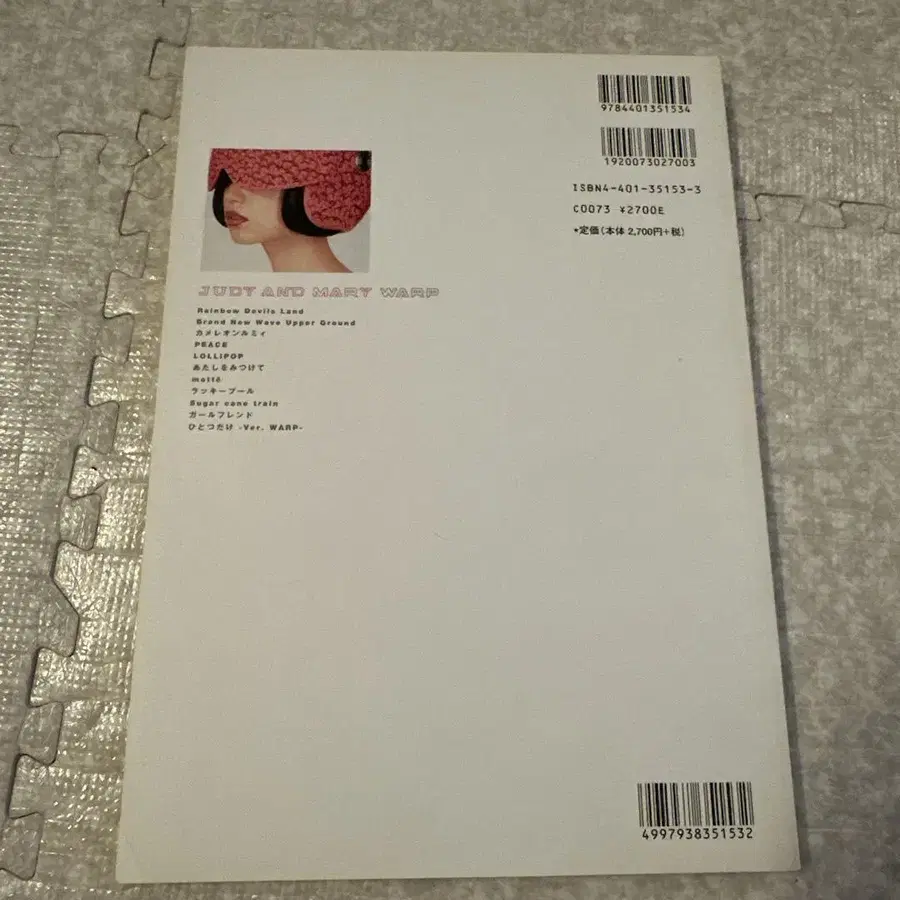 9784401351534
1920073027003
ISBN4-401-35153-3
C0073 ¥2700E
★定価(本体 2,700円+税)
JUDY AND MARY WARP
Rainbow Devils Land
Brand New Wave Upper Ground
カメレオンルミィ
PEACE
LOLLIPOP
あたしをみつけて
mottö
ラッキープール
Sugar cane train
ガールフレンド
ひとつだけ -Ver. WARP-
4997938351532